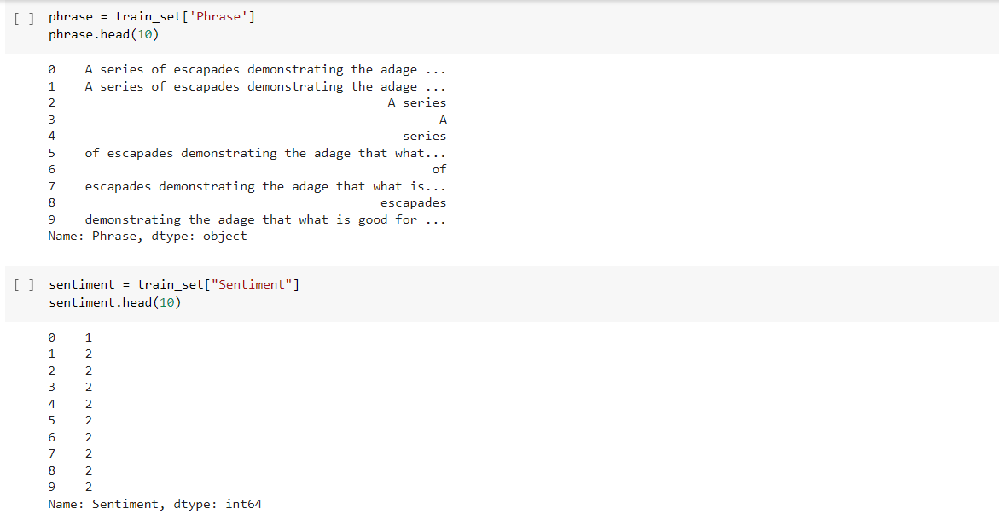 [ ] phrase = train_set['Phrase']
phrase.head(10)
0 A series of escapades demonstrating the adage ...
1 A series of escapades demonstrating the adage ...
2 A series
3 A
4 series
5 of escapades demonstrating the adage that what...
6 of
7 escapades demonstrating the adage that what is...
8 escapades
9 demonstrating the adage that what is good for ...
Name: Phrase, dtype: object
[ ] sentiment = train_set["Sentiment"]
sentiment.head(10)
0 1
1 2
2 2
3 2
4 2
5 2
6 2
7 2
8 2
9 2
Name: Sentiment, dtype: int64